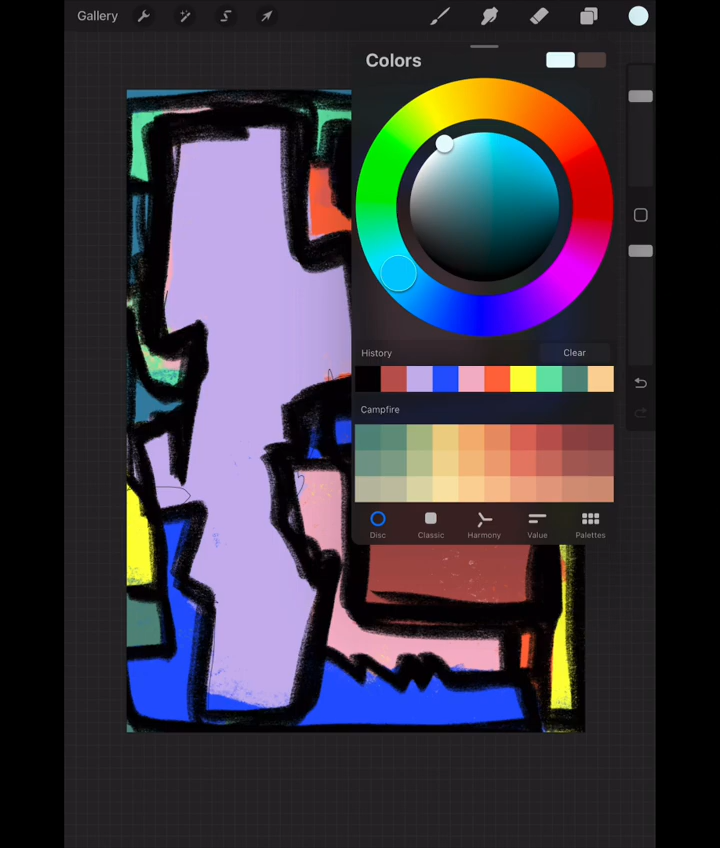 Gallery
Colors
History
Clear
Campfire
Disc
Classic
Harmony
Value
Palettes